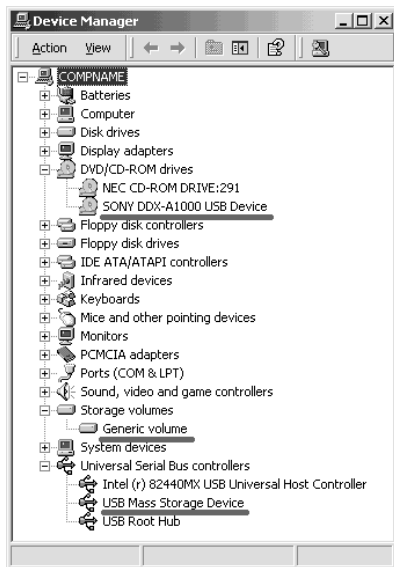 Device Manager
Action View
COMPNAME
Batteries
Computer
Disk drives
Display adapters
DVD/CD-ROM drives
NEC CD-ROM DRIVE:291
SONY DDX-A1000 USB Device
Floppy disk controllers
Floppy disk drives
IDE ATA/ATAPI controllers
Infrared devices
Keyboards
Mice and other pointing devices
Monitors
PCMCIA adapters
Ports (COM & LPT)
Sound, video and game controllers
Storage volumes
Generic volume
System devices
Universal Serial Bus controllers
Intel (r) 82440MX USB Universal Host Controller
USB Mass Storage Device
USB Root Hub